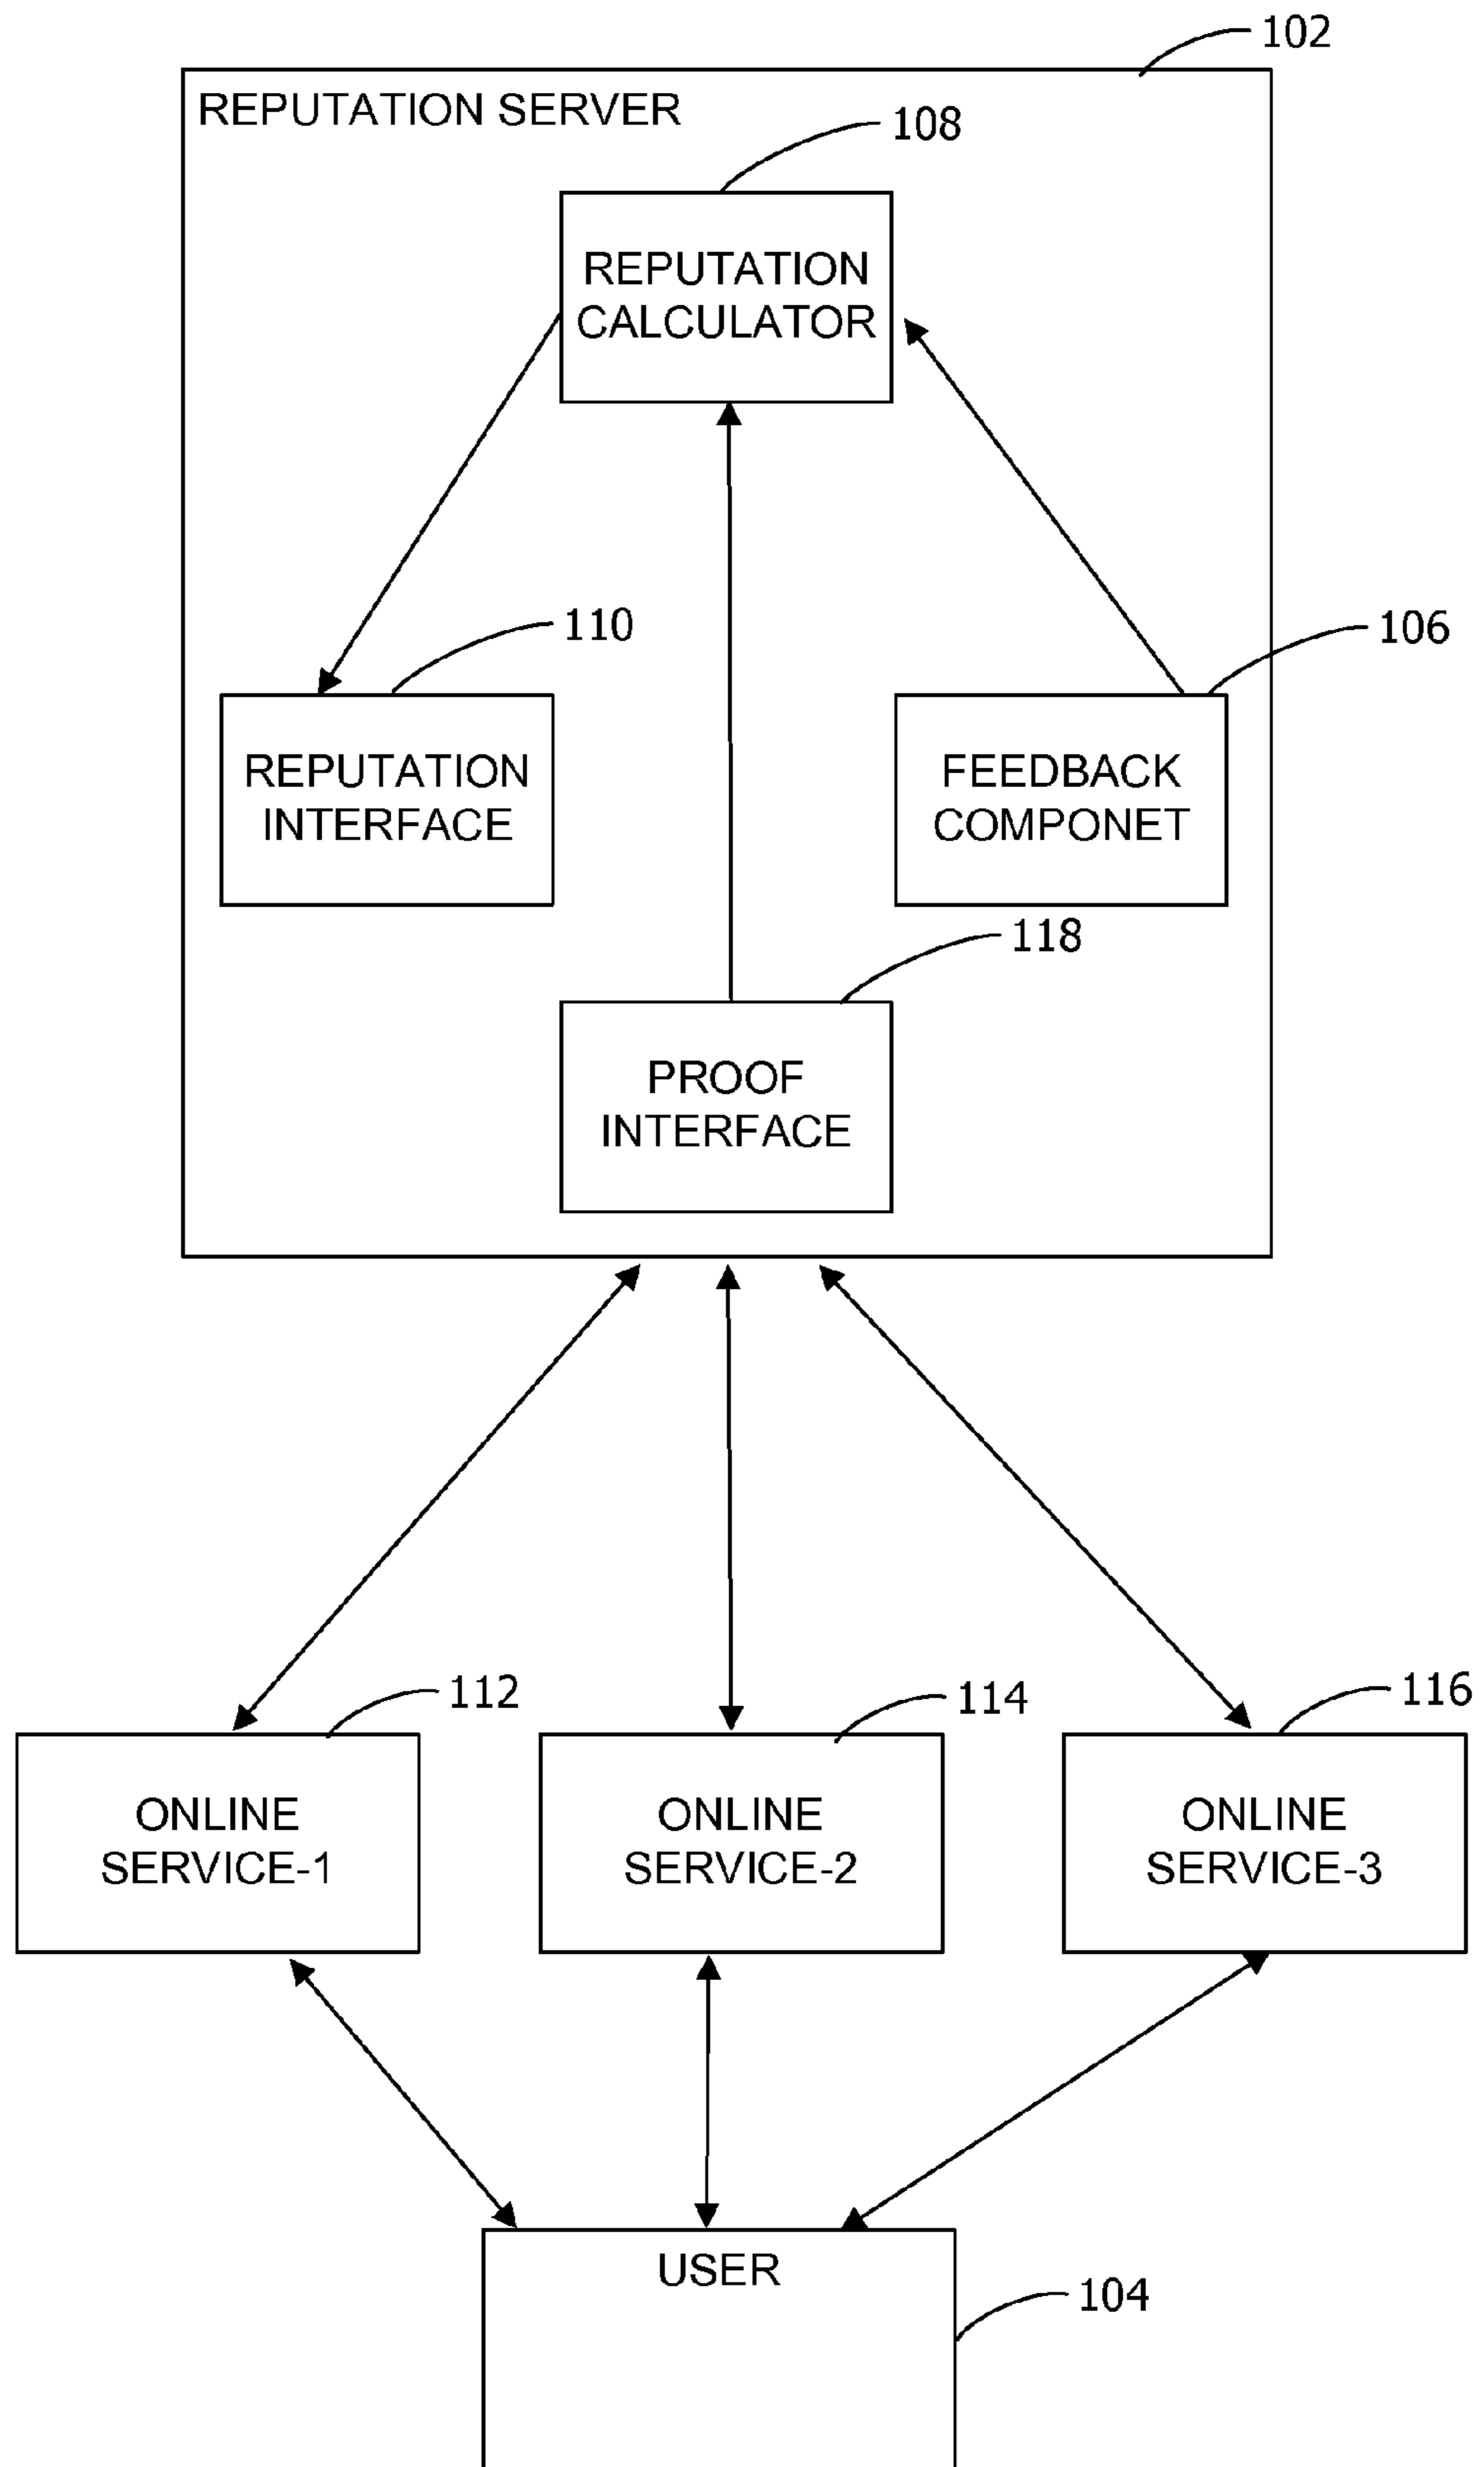 102
REPUTATION SERVER
108
REPUTATION
CALCULATOR
110
106
REPUTATION
INTERFACE
FEEDBACK
COMPONET
118
PROOF
INTERFACE
112
114
116
ONLINE
SERVICE-1
ONLINE
SERVICE-2
ONLINE
SERVICE-3
USER
104